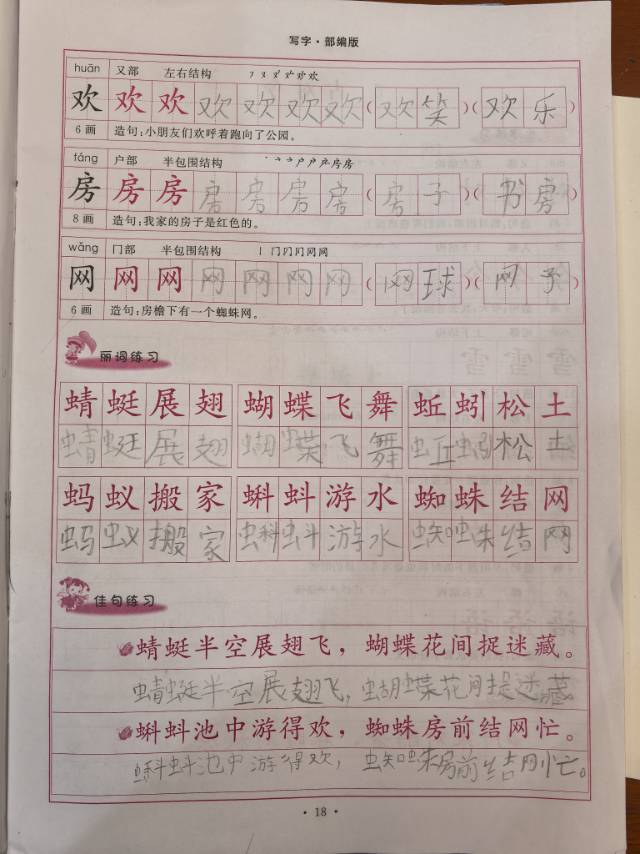 写字·部编版
huān 又部 左右结构
欢 欢 欢 欢 欢 欢 欢 (欢笑) (欢乐)
6画 造句:小朋友们欢呼着跑向了公园。
fáng 户部 半包围结构
房 房 房 房 房 房 房 (房子) (书房)
8画 造句:我家的房子是红色的。
wǎng 门部 半包围结构
网 网 网 网 网 网 网 (网球)
6画 造句:房檐下有一个蜘蛛网。
丽词练习
蜻蜓展翅 蝴蝶飞舞 蚯蚓松土
蜻蜓展翅 蝴蝶飞舞 蚯蚓松土
蚂蚁搬家 蝌蚪游水 蜘蛛结网
蚂蚁搬家 蝌蚪游水 蜘蛛结网
佳句练习
蜻蜓半空展翅飞,蝴蝶花间捉迷藏。
蜻蜓半空展翅飞,蝴蝶花间捉迷藏。
蝌蚪池中游得欢,蜘蛛房前结网忙。
蝌蚪池中游得欢,蜘蛛房前结网忙。
·18·